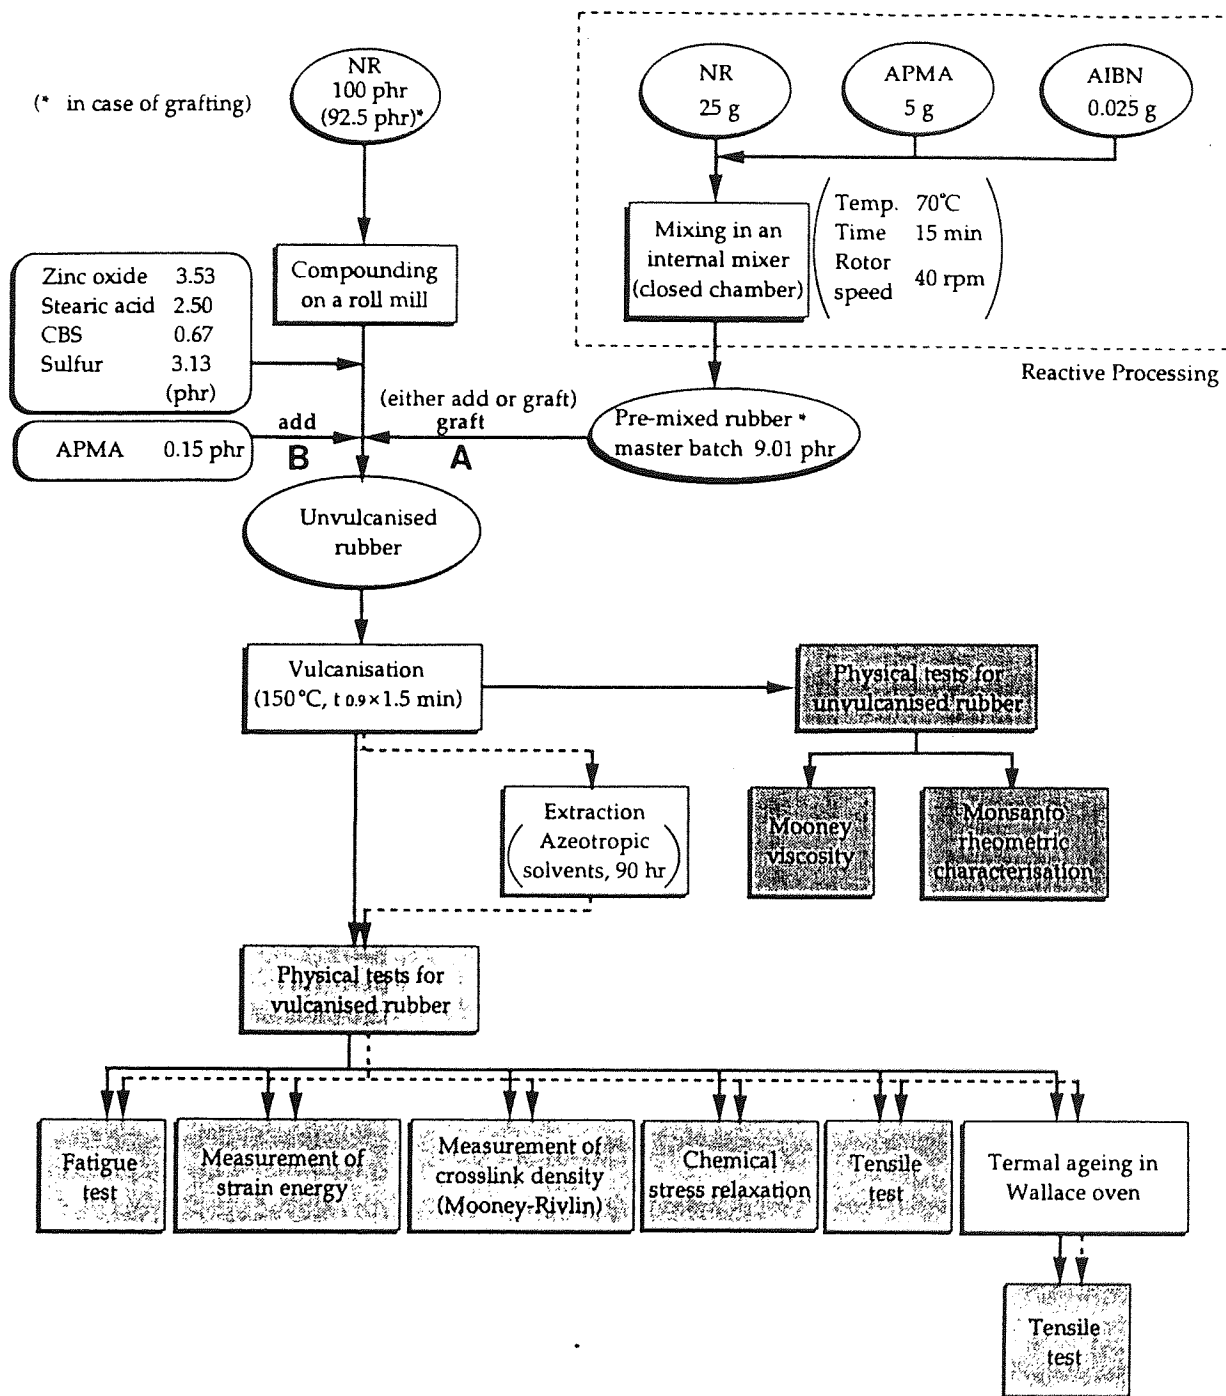 (* in case of grafting)
NR
100 phr
(92.5 phr)*
NR
25 g
APMA
5 g
AIBN
0.025 g
Compounding
on a roll mill
Mixing in an
internal mixer
(closed chamber)
Temp. 70°C
Time 15 min
Rotor
speed 40 rpm
Reactive Processing
Zinc oxide 3.53
Stearic acid 2.50
CBS 0.67
Sulfur 3.13
(phr)
(either add or graft)
add
graft
B
A
APMA 0.15 phr
Pre-mixed rubber *
master batch 9.01 phr
Unvulcanised
rubber
Vulcanisation
(150°C, t 0.9×1.5 min)
Physical tests for
unvulcanised rubber
Extraction
Azeotropic
solvents, 90 hr
Mooney
viscosity
Monsanto
rheometric
characterisation
Physical tests for
vulcanised rubber
Fatigue
test
Measurement of
strain energy
Measurement of
crosslink density
(Mooney-Rivlin)
Chemical
stress relaxation
Tensile
test
Termal ageing in
Wallace oven
Tensile
test